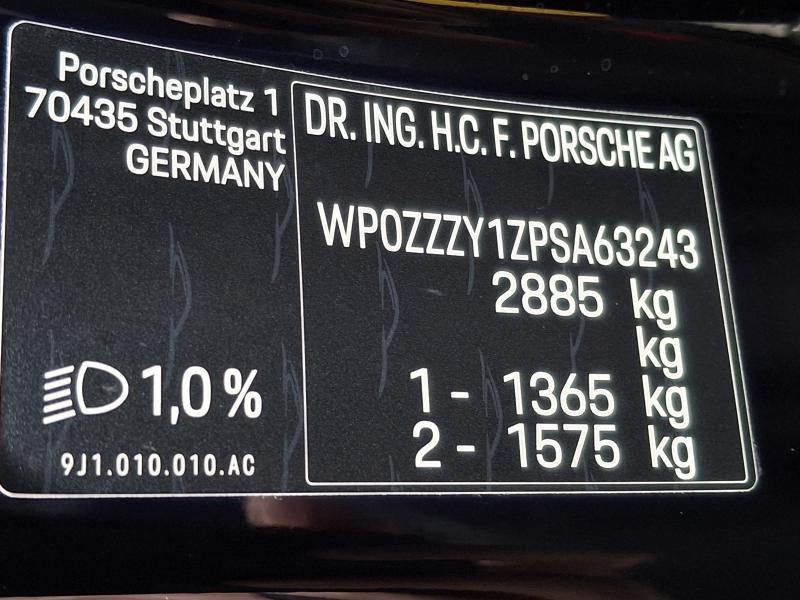 Porscheplatz 1
70435 Stuttgart
GERMANY
1,0 %
9J1.010.010.AC
DR. ING. H.C. F. PORSCHE AG
WP0ZZZY1ZPSA63243
2885 kg
kg
1 - 1365 kg
2 - 1575 kg